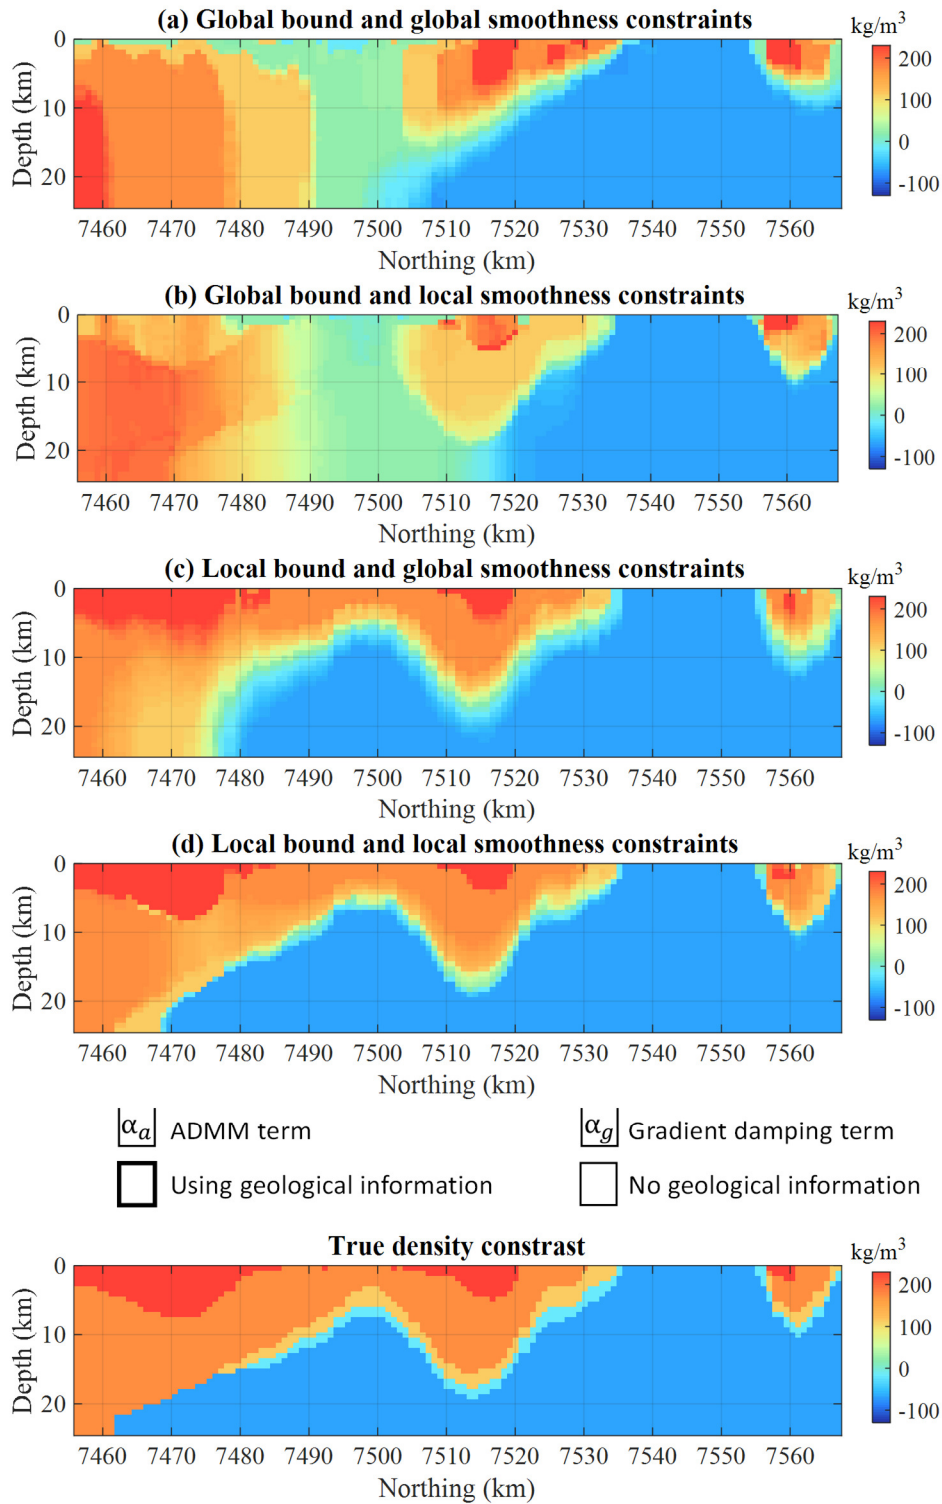 (a) Global bound and global smoothness constraints
kg/m³
0
10
20
Depth (km)
200
100
0
-100
7460 7470 7480 7490 7500 7510 7520 7530 7540 7550 7560
Northing (km)
(b) Global bound and local smoothness constraints
kg/m³
0
10
20
Depth (km)
200
100
0
-100
7460 7470 7480 7490 7500 7510 7520 7530 7540 7550 7560
Northing (km)
(c) Local bound and global smoothness constraints
kg/m³
0
10
20
Depth (km)
200
100
0
-100
7460 7470 7480 7490 7500 7510 7520 7530 7540 7550 7560
Northing (km)
(d) Local bound and local smoothness constraints
kg/m³
0
10
20
Depth (km)
200
100
0
-100
7460 7470 7480 7490 7500 7510 7520 7530 7540 7550 7560
Northing (km)
αₐ ADMM term
α_g Gradient damping term
Using geological information
No geological information
True density constrast
kg/m³
0
10
20
Depth (km)
200
100
0
-100
7460 7470 7480 7490 7500 7510 7520 7530 7540 7550 7560
Northing (km)